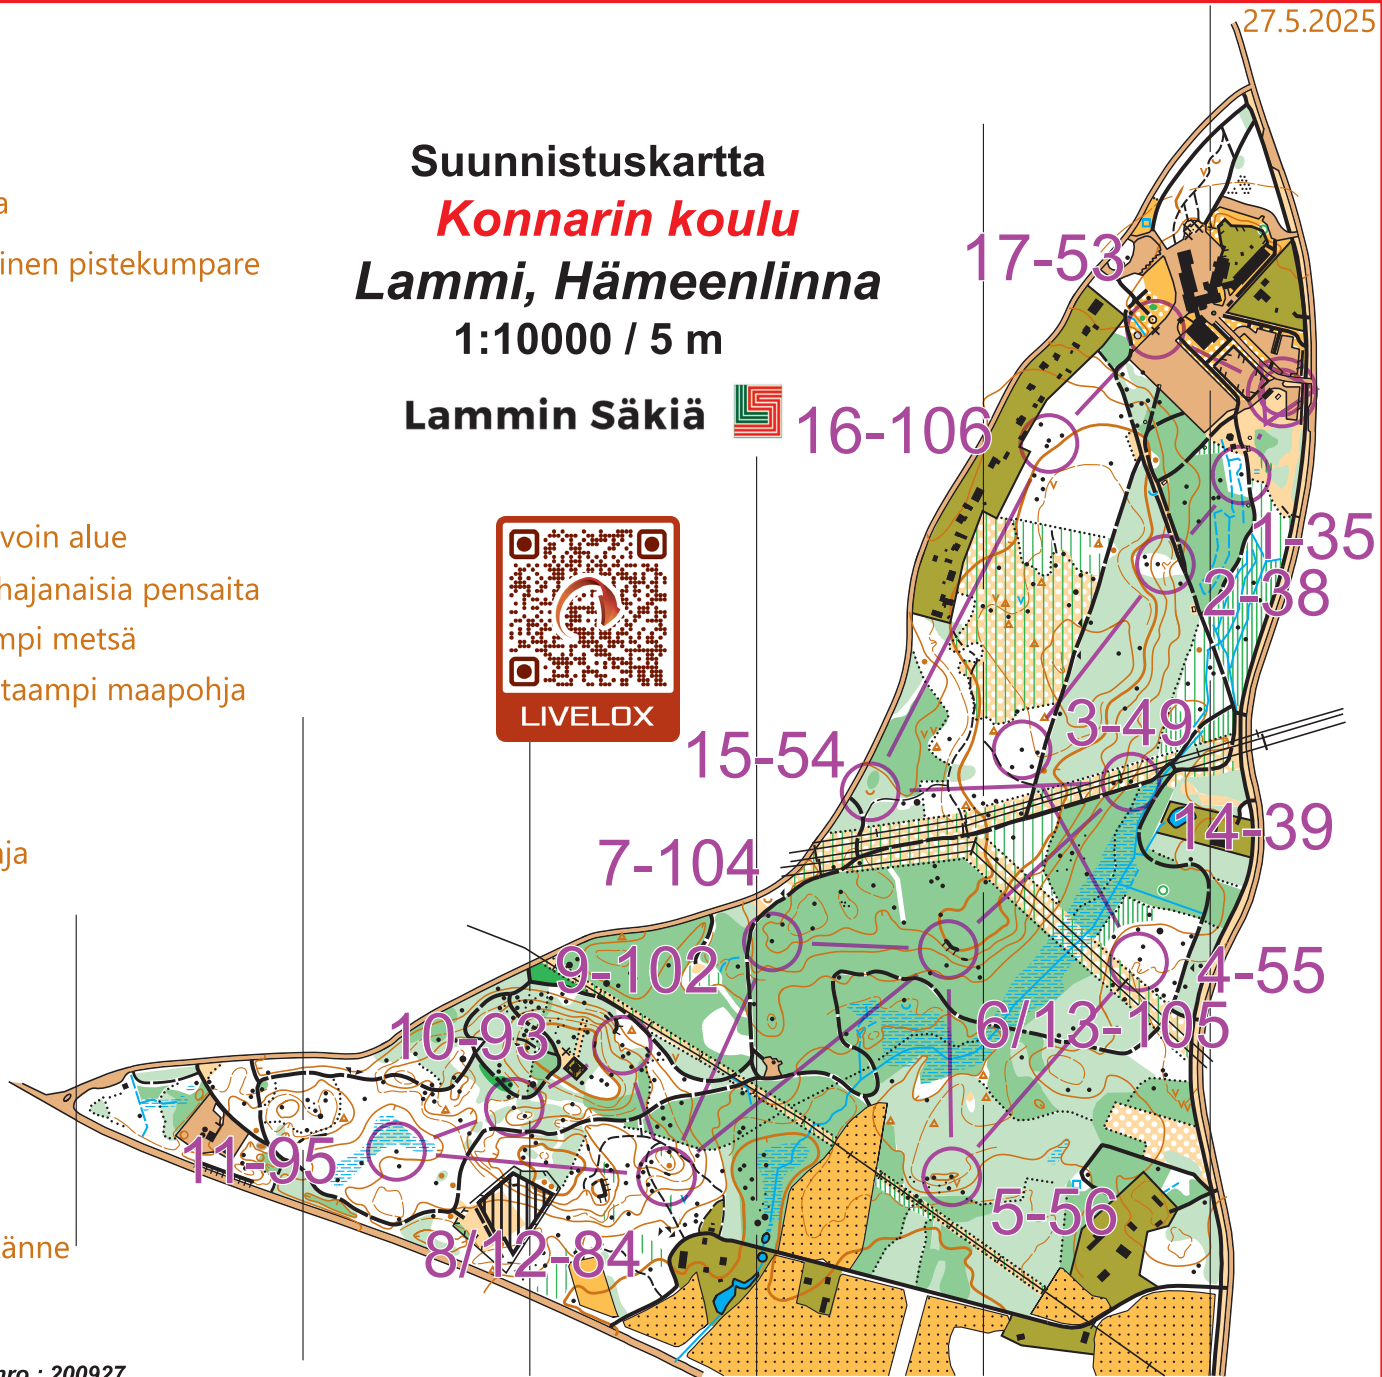 27.5.2025
Suunnistuskartta
Konnarin koulu
Lammi, Hämeenlinna
1:10000 / 5 m
Lammin Säkiä
LIVELOX
a
inen pistekumpare
voin alue
hajanaisia pensaita
mpi metsä
taampi maapohja
ja
änne
nro : 200927
17-53
16-106
1-35
2-38
3-49
15-54
14-39
7-104
9-102
4-55
10-93
6/13-105
11-95
5-56
8/12-84